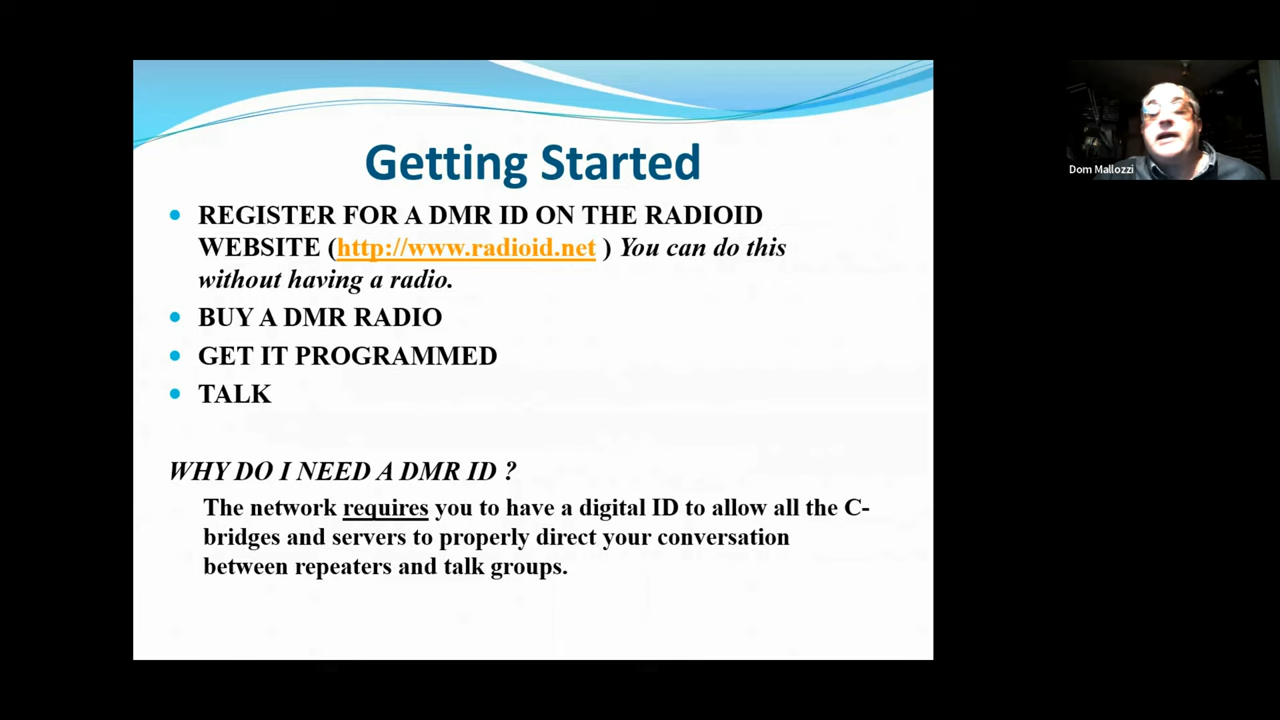 Getting Started
REGISTER FOR A DMR ID ON THE RADIOID
WEBSITE (http://www.radioid.net ) You can do this
without having a radio.
BUY A DMR RADIO
GET IT PROGRAMMED
TALK
WHY DO I NEED A DMR ID ?
The network requires you to have a digital ID to allow all the C-
bridges and servers to properly direct your conversation
between repeaters and talk groups.
Dom Mallozzi